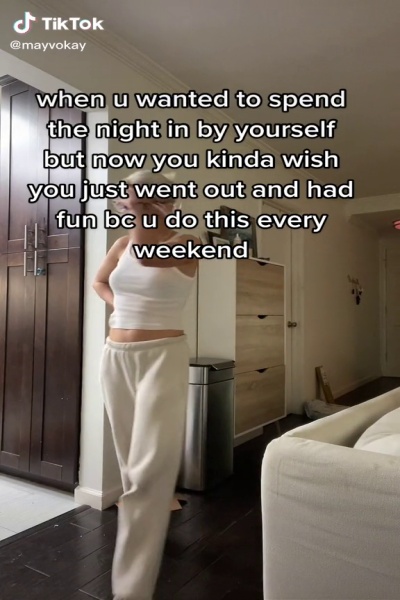 TikTok
@mayvokay
when u wanted to spend
the night in by yourself
but now you kinda wish
you just went out and had
fun bc u do this every
weekend